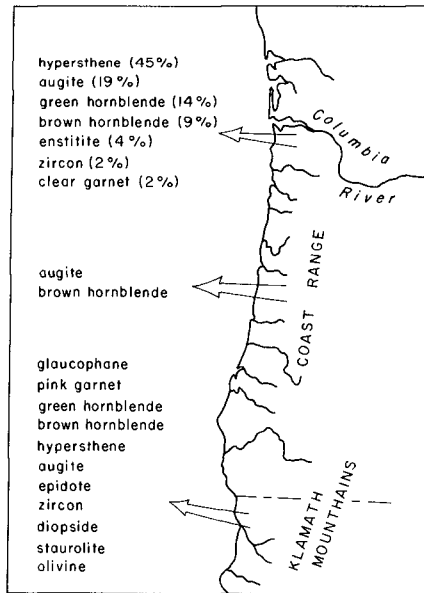 hypersthene (45%)
augite (19%)
green hornblende (14%)
brown hornblende (9%)
enstitite (4%)
zircon (2%)
clear garnet (2%)
Columbia
River
augite
brown hornblende
COAST RANGE
glaucophane
pink garnet
green hornblende
brown hornblende
hypersthene
augite
epidote
zircon
diopside
staurolite
olivine
KLAMATH
MOUNTHAINS